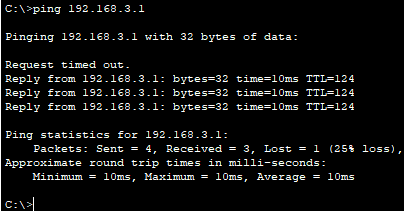 C:\>ping 192.168.3.1
Pinging 192.168.3.1 with 32 bytes of data:
Request timed out.
Reply from 192.168.3.1: bytes=32 time=10ms TTL=124
Reply from 192.168.3.1: bytes=32 time=10ms TTL=124
Reply from 192.168.3.1: bytes=32 time=10ms TTL=124
Ping statistics for 192.168.3.1:
    Packets: Sent = 4, Received = 3, Lost = 1 (25% loss),
Approximate round trip times in milli-seconds:
    Minimum = 10ms, Maximum = 10ms, Average = 10ms
C:\>